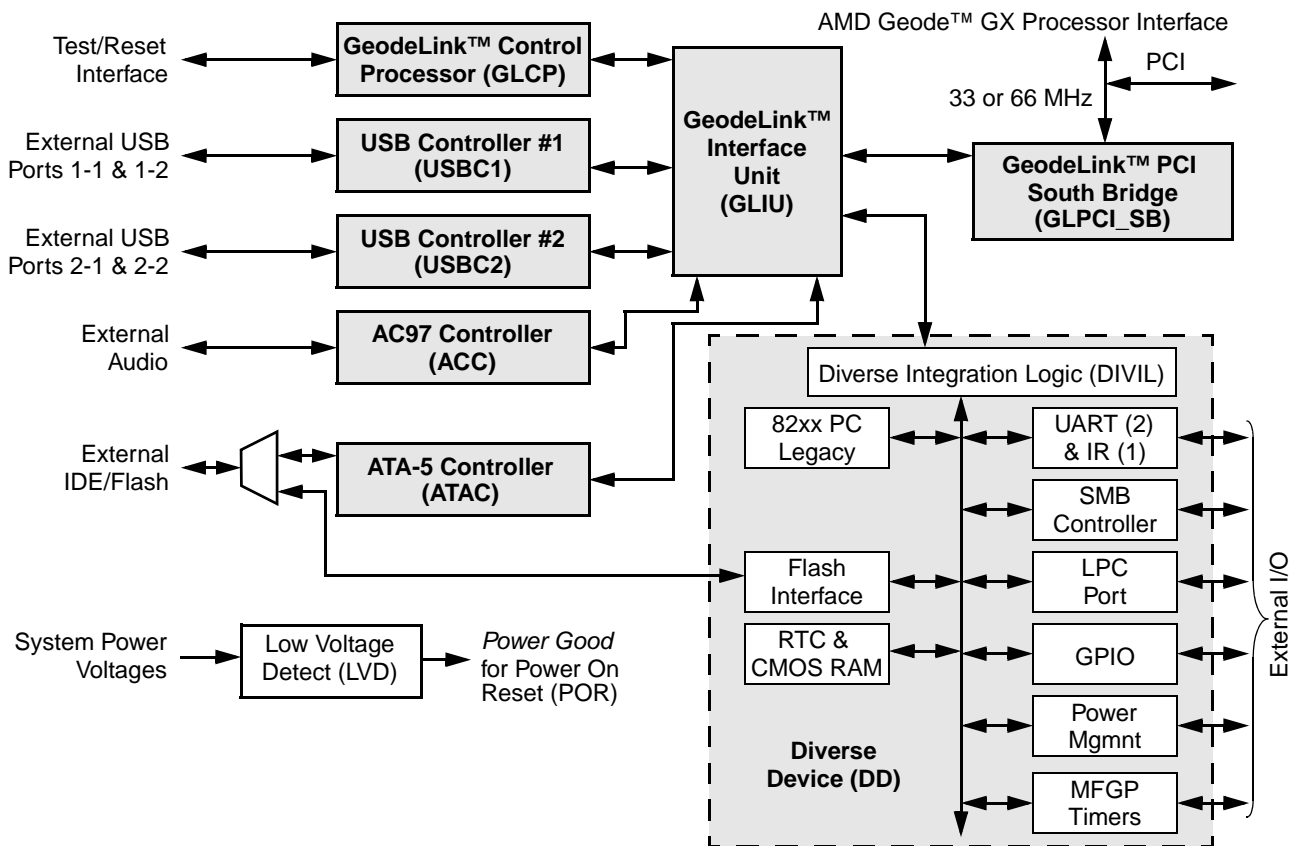 AMD Geode™ GX Processor Interface
PCI
33 or 66 MHz
Test/Reset
Interface
GeodeLink™ Control
Processor (GLCP)
GeodeLink™
Interface
Unit
(GLIU)
GeodeLink™ PCI
South Bridge
(GLPCI_SB)
External USB
Ports 1-1 & 1-2
USB Controller #1
(USBC1)
External USB
Ports 2-1 & 2-2
USB Controller #2
(USBC2)
External
Audio
AC97 Controller
(ACC)
External
IDE/Flash
ATA-5 Controller
(ATAC)
Diverse Integration Logic (DIVIL)
82xx PC
Legacy
UART (2)
& IR (1)
SMB
Controller
Flash
Interface
LPC
Port
RTC &
CMOS RAM
GPIO
Power
Mgmnt
MFGP
Timers
Diverse
Device (DD)
External I/O
System Power
Voltages
Low Voltage
Detect (LVD)
Power Good
for Power On
Reset (POR)